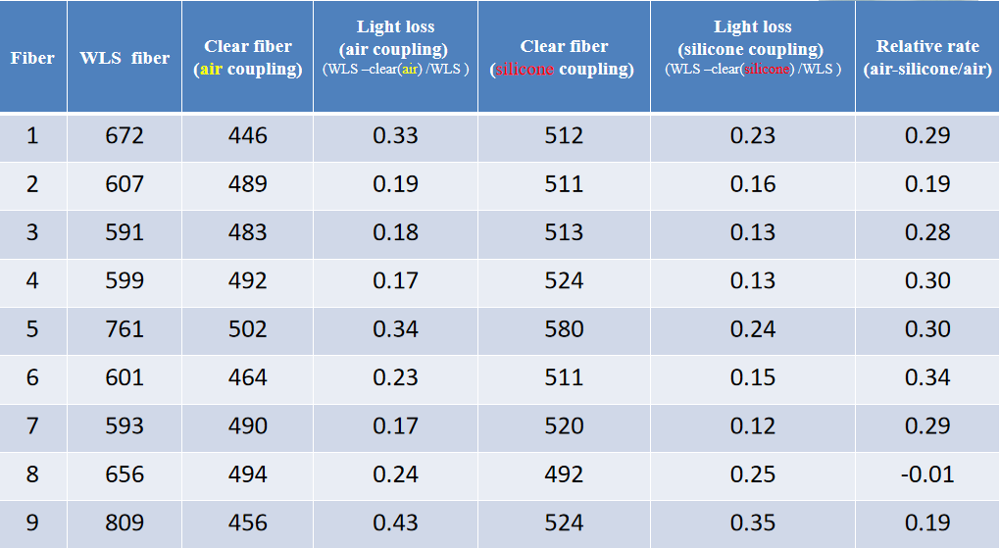 Fiber WLS fiber Clear fiber (air coupling) Light loss (air coupling) (WLS –clear(air) /WLS ) Clear fiber (silicone coupling) Light loss (silicone coupling) (WLS –clear(silicone) /WLS ) Relative rate (air-silicone/air)
1 672 446 0.33 512 0.23 0.29
2 607 489 0.19 511 0.16 0.19
3 591 483 0.18 513 0.13 0.28
4 599 492 0.17 524 0.13 0.30
5 761 502 0.34 580 0.24 0.30
6 601 464 0.23 511 0.15 0.34
7 593 490 0.17 520 0.12 0.29
8 656 494 0.24 492 0.25 -0.01
9 809 456 0.43 524 0.35 0.19